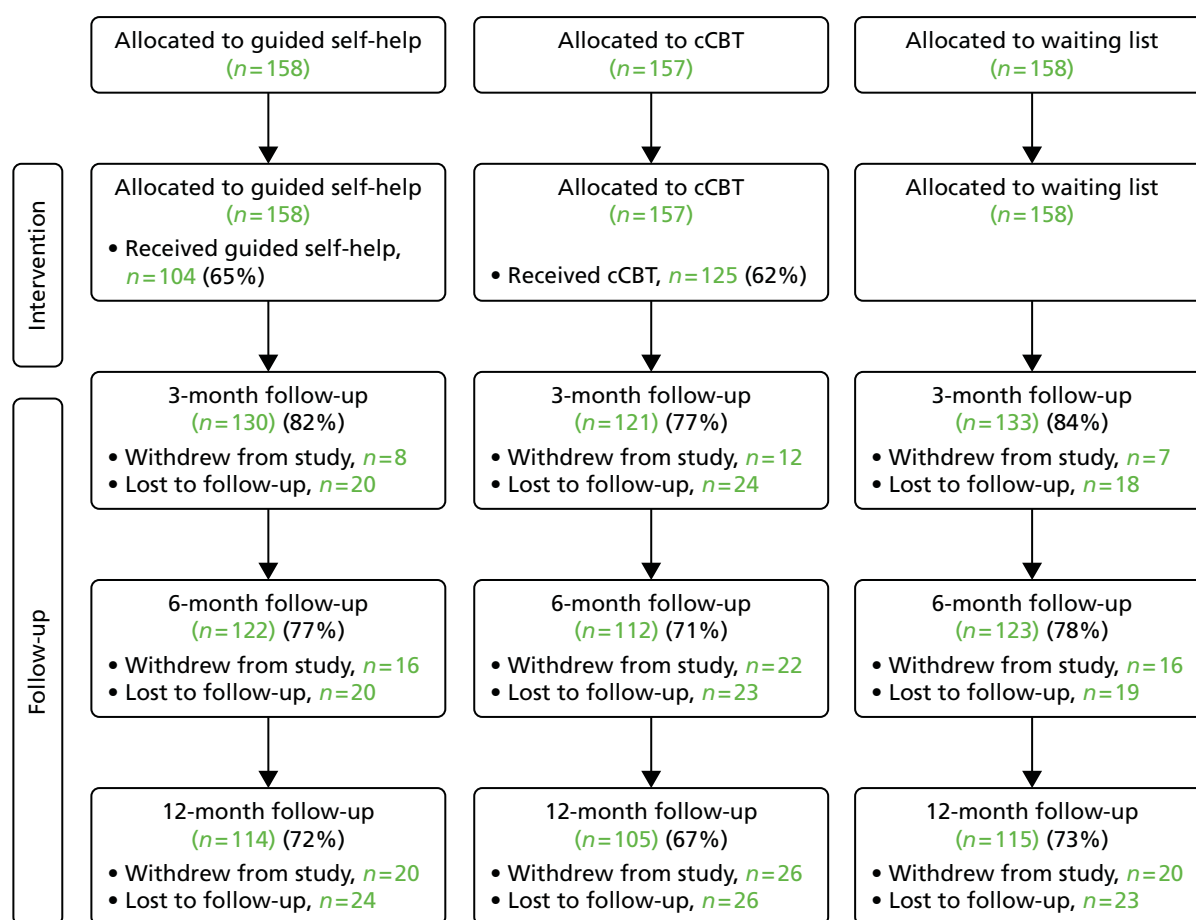 Allocated to guided self-help
(n=158)
Allocated to cCBT
(n=157)
Allocated to waiting list
(n=158)
Intervention
Allocated to guided self-help
(n=158)
• Received guided self-help,
n=104 (65%)
Allocated to cCBT
(n=157)
• Received cCBT, n=125 (62%)
Allocated to waiting list
(n=158)
Follow-up
3-month follow-up
(n=130) (82%)
• Withdrew from study, n=8
• Lost to follow-up, n=20
3-month follow-up
(n=121) (77%)
• Withdrew from study, n=12
• Lost to follow-up, n=24
3-month follow-up
(n=133) (84%)
• Withdrew from study, n=7
• Lost to follow-up, n=18
6-month follow-up
(n=122) (77%)
• Withdrew from study, n=16
• Lost to follow-up, n=20
6-month follow-up
(n=112) (71%)
• Withdrew from study, n=22
• Lost to follow-up, n=23
6-month follow-up
(n=123) (78%)
• Withdrew from study, n=16
• Lost to follow-up, n=19
12-month follow-up
(n=114) (72%)
• Withdrew from study, n=20
• Lost to follow-up, n=24
12-month follow-up
(n=105) (67%)
• Withdrew from study, n=26
• Lost to follow-up, n=26
12-month follow-up
(n=115) (73%)
• Withdrew from study, n=20
• Lost to follow-up, n=23